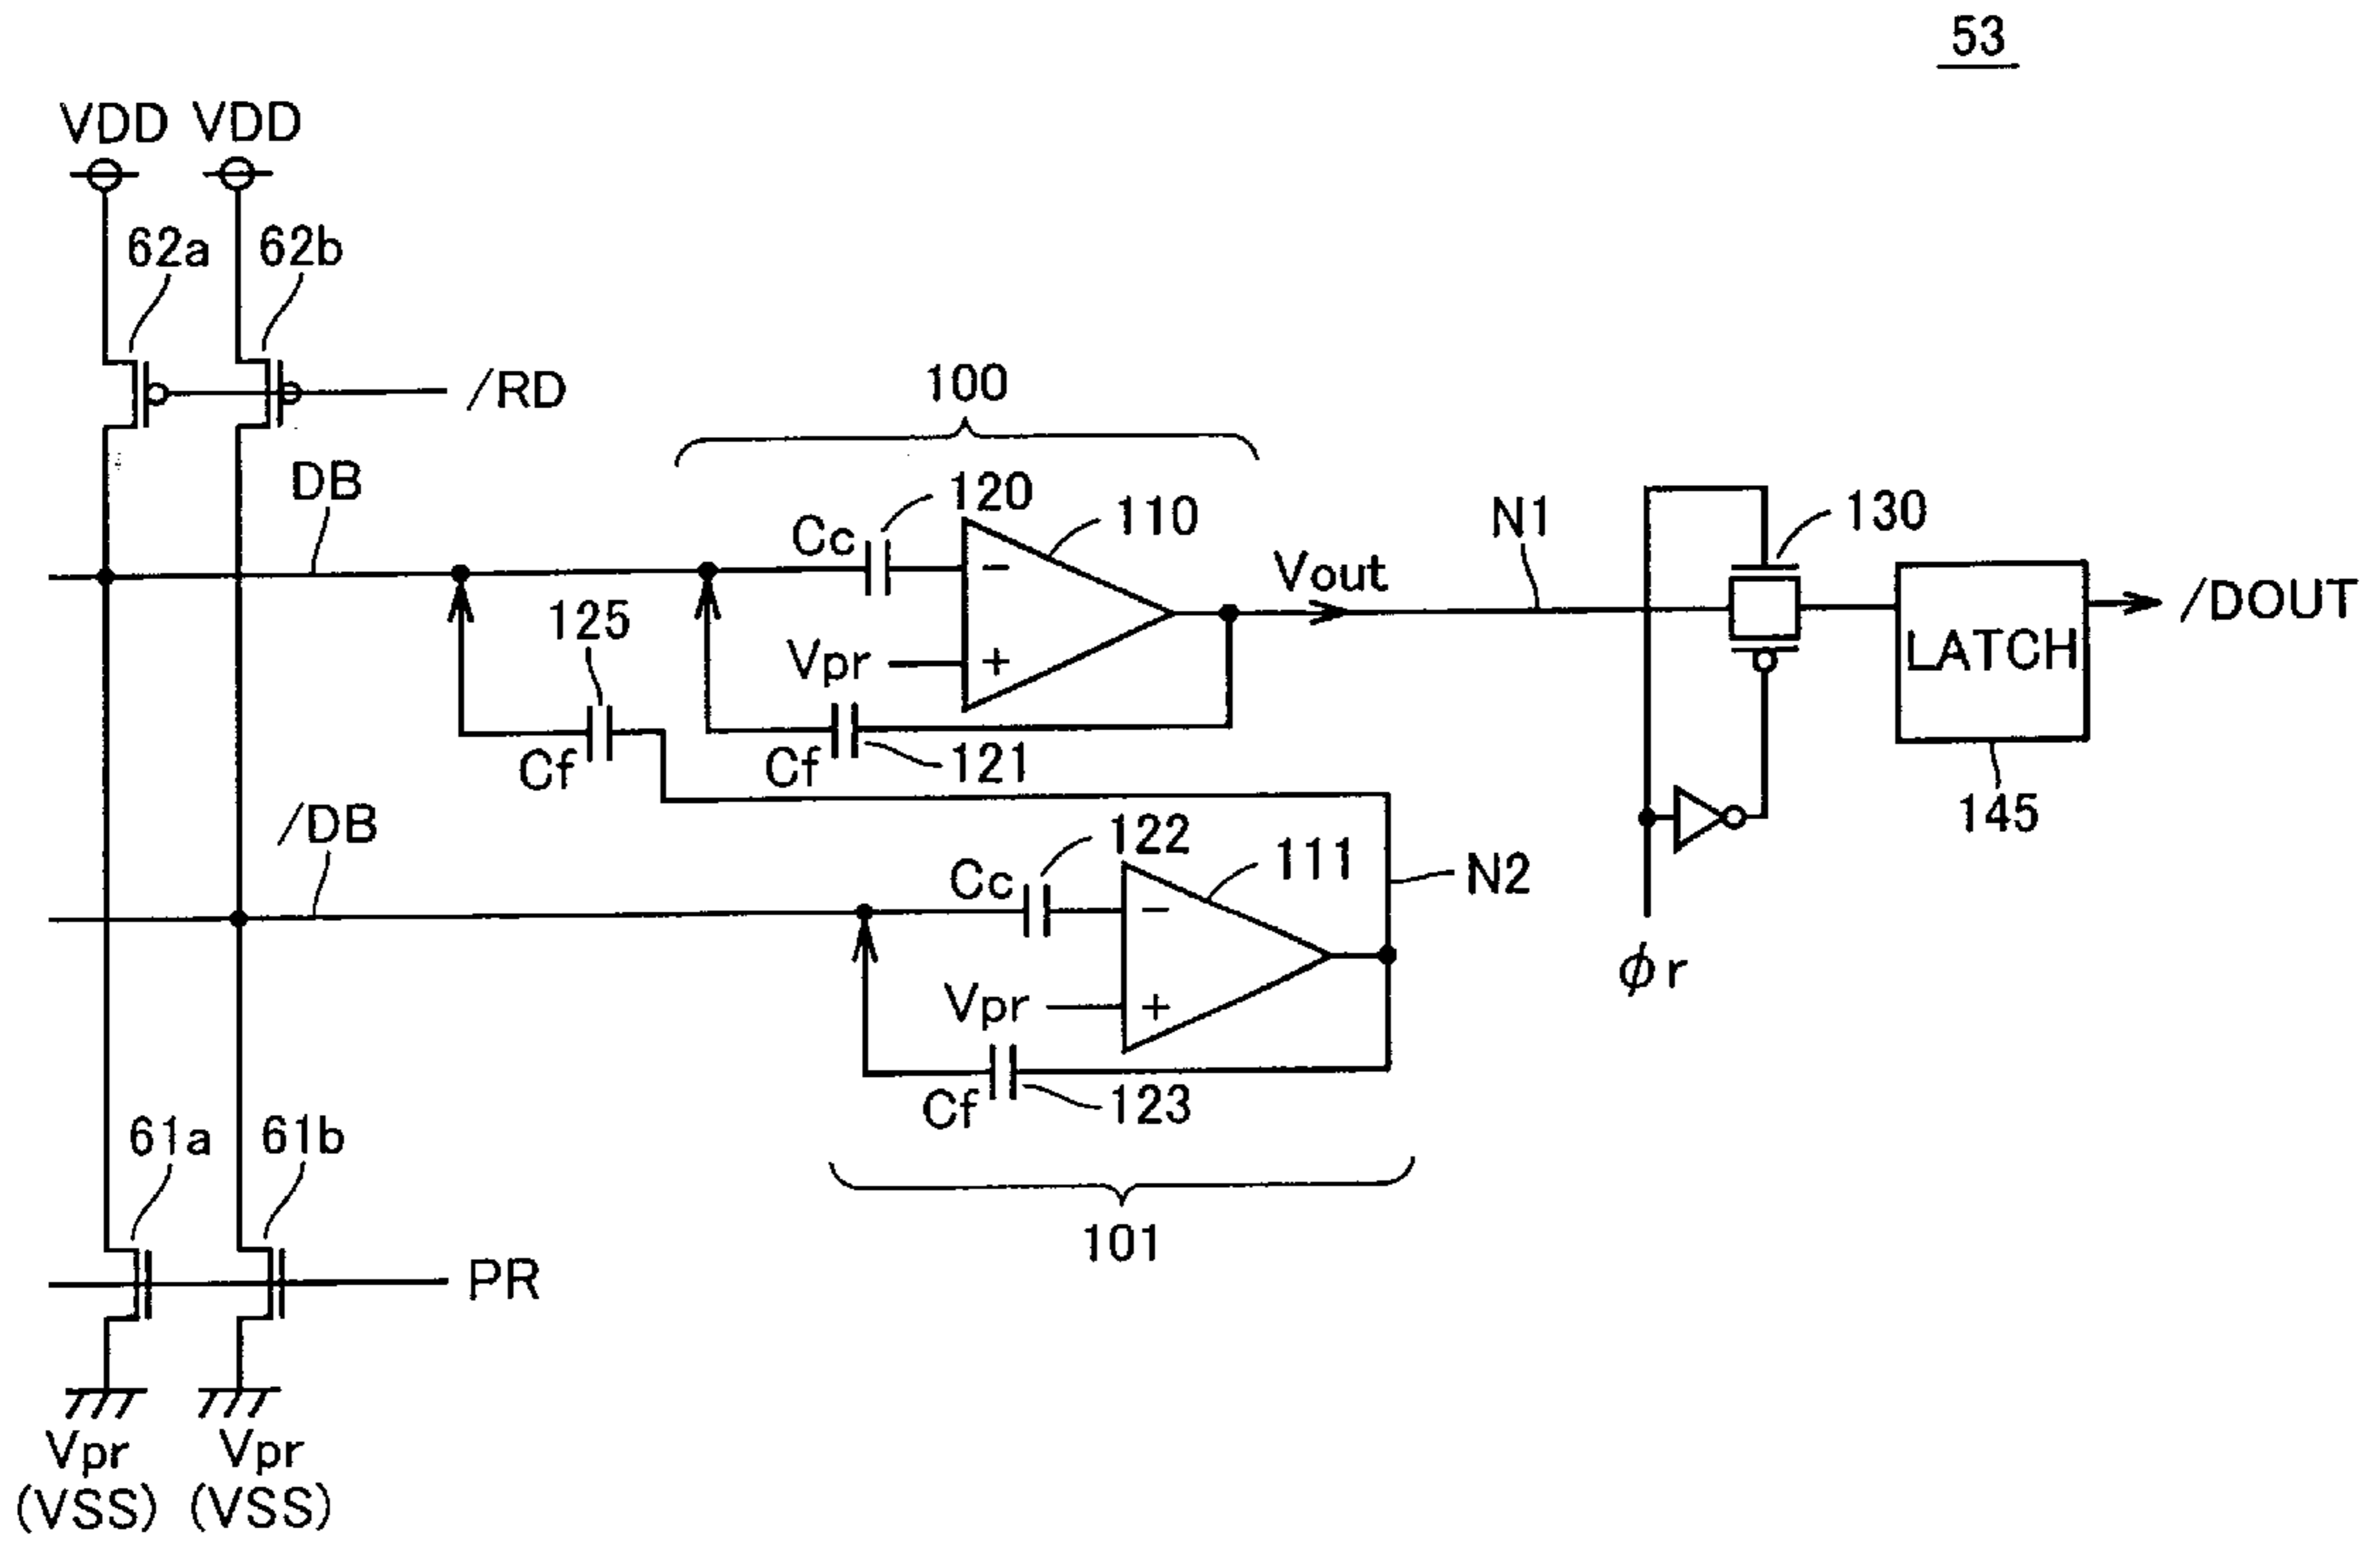 53
VDD VDD
62a 62b
/RD
100
DB
Cc 120
110
N1
130
125
Vout
/DOUT
Vpr
LATCH
Cf
Cf 121
145
/DB
122
Cc
111
N2
Vpr
φr
Cf 123
61a 61b
101
PR
Vpr Vpr
(VSS) (VSS)
− +
− +